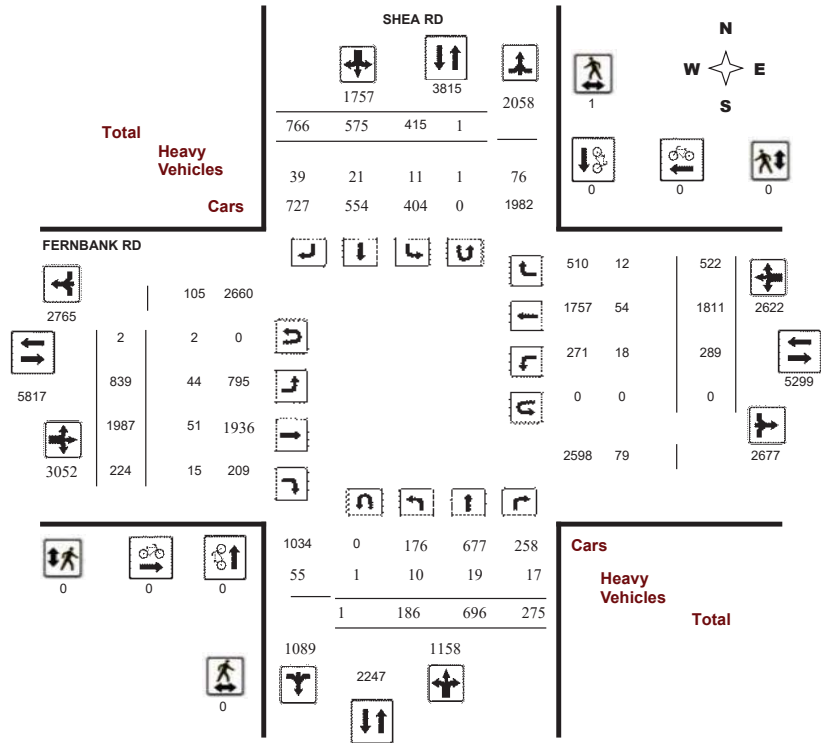 SHEA RD
N
W E
S
1757 3815 2058
1
Total 766 575 415 1
Heavy
Vehicles 39 21 11 1 76
0 0 0
Cars 727 554 404 0 1982
FERNBANK RD
510 12 522
2765 105 2660
1757 54 1811 2622
2 2 0
5817 839 44 795
271 18 289 5299
0 0 0
1987 51 1936
3052 224 15 209
2598 79 2677
1034 0 176 677 258 Cars
55 1 10 19 17 Heavy
Vehicles
0 0 0
1 186 696 275 Total
1089 1158
2247
0